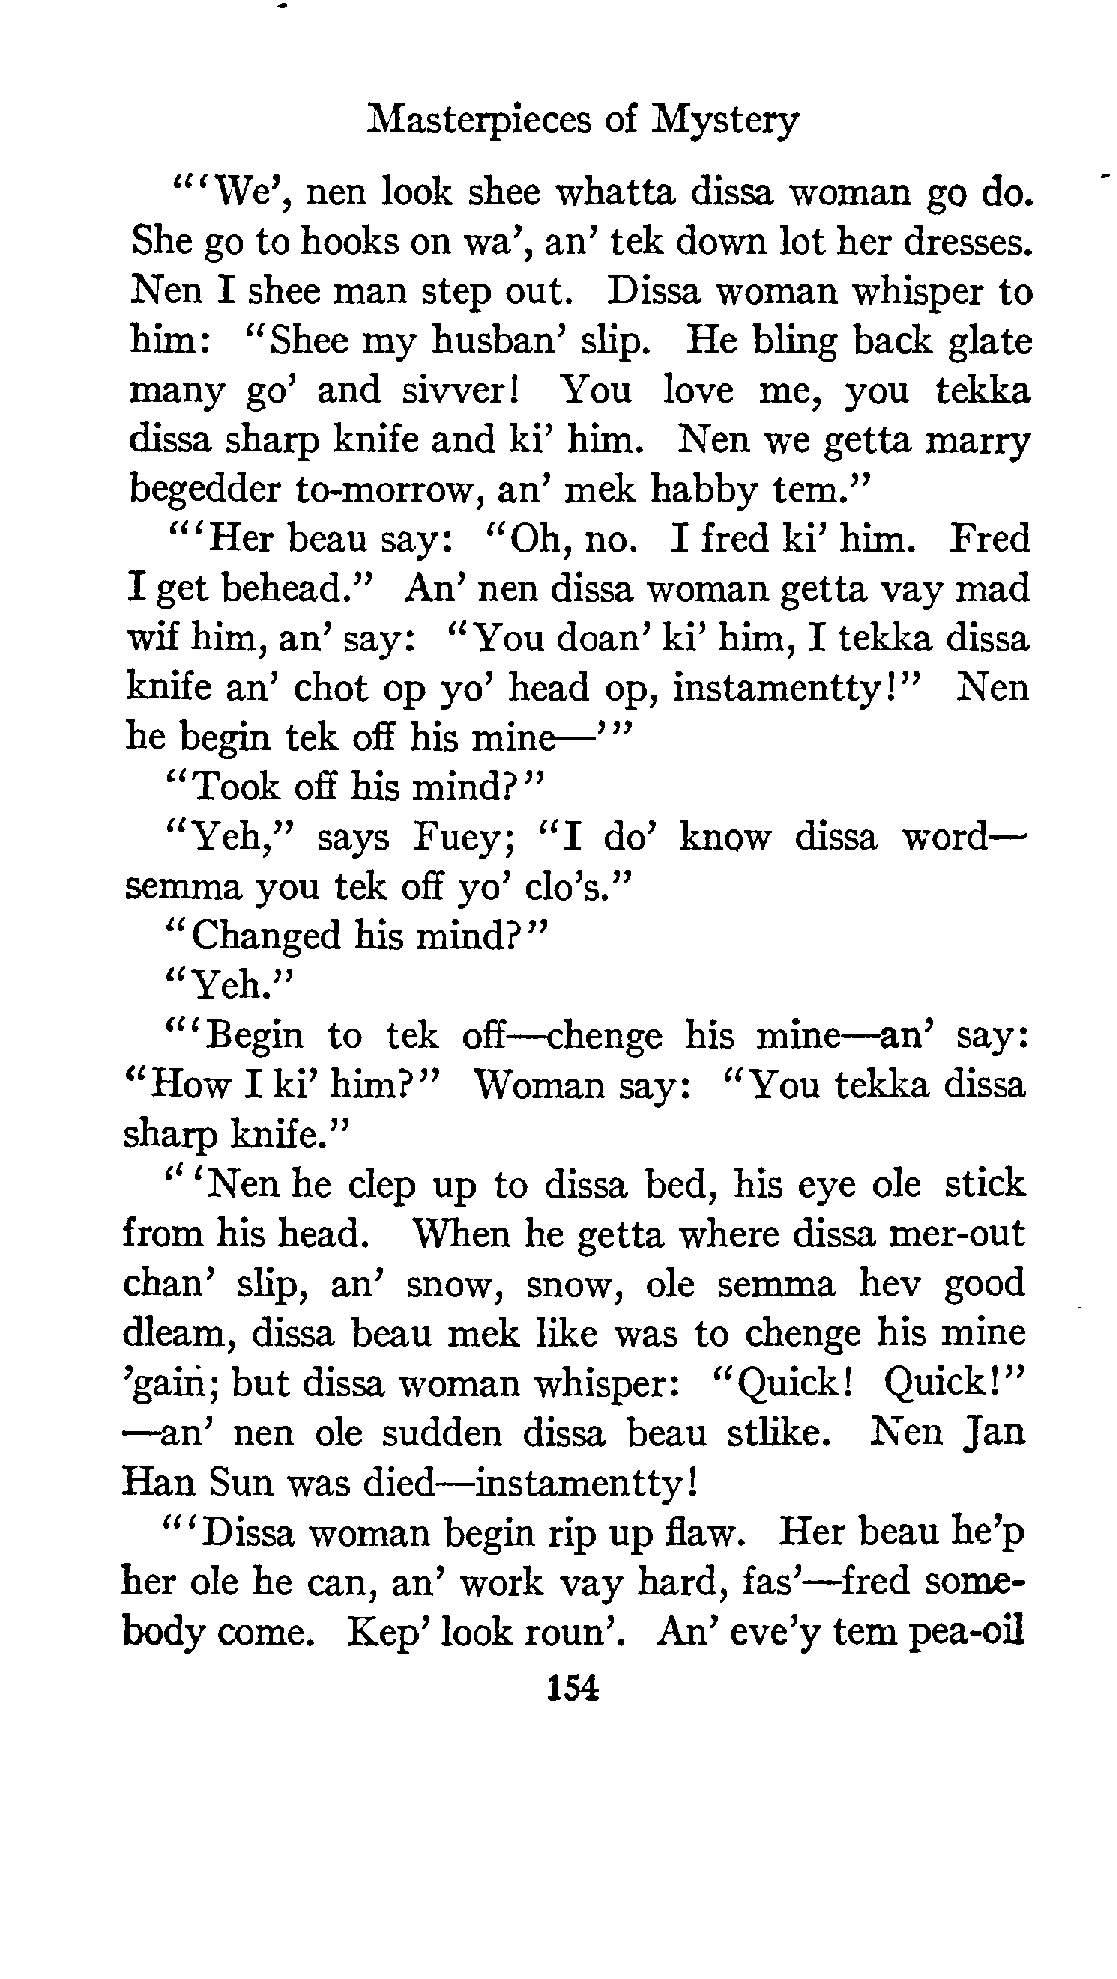 Masterpieces of Mystery
"'We', nen look shee whatta dissa woman go do.
She go to hooks on wa', an' tek down lot her dresses.
Nen I shee man step out. Dissa woman whisper to
him: "Shee my husban' slip. He bling back glate
many go' and sivver! You love me, you tekka
dissa sharp knife and ki' him. Nen we getta marry
begedder to-morrow, an' mek habby tem."
"'Her beau say: "Oh, no. I fred ki' him. Fred
I get behead." An' nen dissa woman getta vay mad
wif him, an' say: "You doan' ki' him, I tekka dissa
knife an' chot op yo' head op, instamentty!" Nen
he begin tek off his mine—'"
"Took off his mind?"
"Yeh," says Fuey; "I do' know dissa word—
semma you tek off yo' clo's."
"Changed his mind?"
"Yeh."
"'Begin to tek off—chenge his mine—an' say:
"How I ki' him?" Woman say: "You tekka dissa
sharp knife."
"'Nen he clep up to dissa bed, his eye ole stick
from his head. When he getta where dissa mer-out
chan' slip, an' snow, snow, ole semma hev good
dleam, dissa beau mek like was to chenge his mine
'gain; but dissa woman whisper: "Quick! Quick!"
—an' nen ole sudden dissa beau stlike. Nen Jan
Han Sun was died—instamentty!
"'Dissa woman begin rip up flaw. Her beau he'p
her ole he can, an' work vay hard, fas'—fred some-
body come. Kep' look roun'. An' eve'y tem pea-oil
154